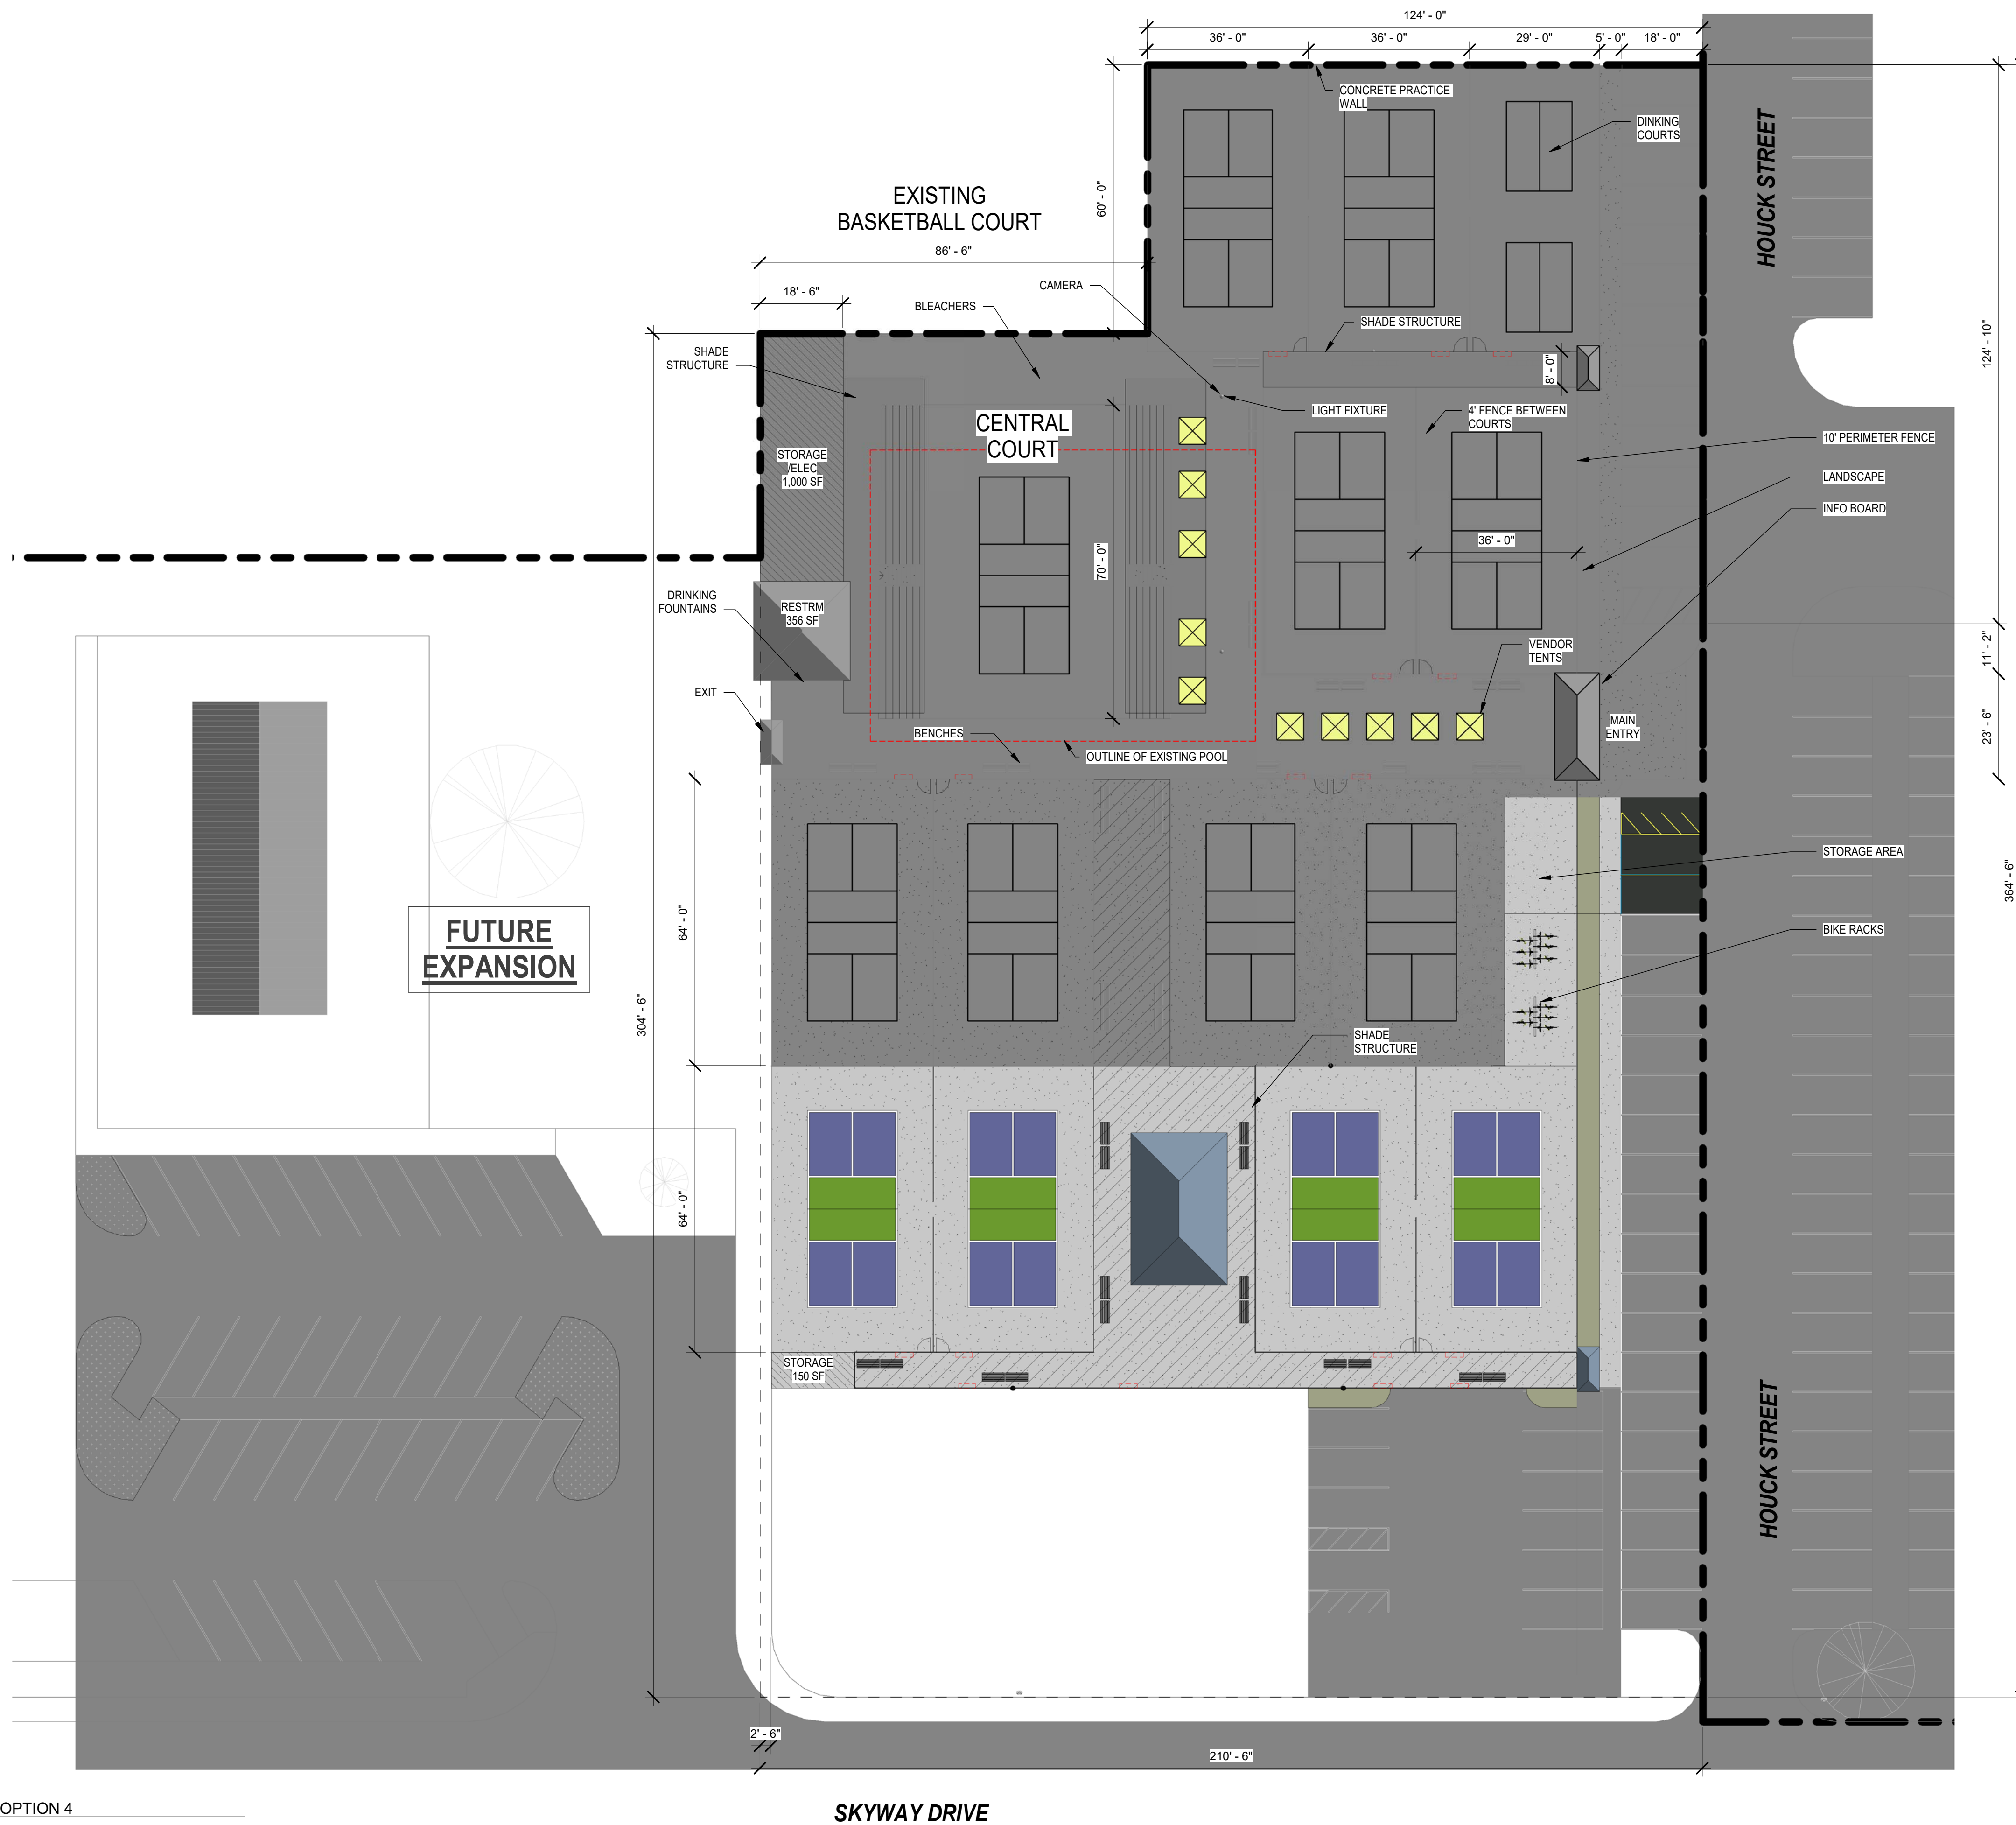 124' - 0"
36' - 0"
36' - 0"
29' - 0"
5' - 0"
18' - 0"
CONCRETE PRACTICE
WALL
DINKING
COURTS
HOUCK STREET
60' - 0"
EXISTING
BASKETBALL COURT
86' - 6"
18' - 6"
CAMERA
BLEACHERS
SHADE STRUCTURE
SHADE
STRUCTURE
8' - 0"
124' - 10"
CENTRAL
COURT
LIGHT FIXTURE
4' FENCE BETWEEN
COURTS
10' PERIMETER FENCE
STORAGE
/ELEC
1,000 SF
LANDSCAPE
INFO BOARD
36' - 0"
70' - 0"
DRINKING
FOUNTAINS
RESTRM
356 SF
VENDOR
TENTS
11' - 2"
EXIT
MAIN
ENTRY
23' - 6"
BENCHES
OUTLINE OF EXISTING POOL
STORAGE AREA
364' - 6"
FUTURE
EXPANSION
64' - 0"
BIKE RACKS
304' - 6"
SHADE
STRUCTURE
64' - 0"
STORAGE
150 SF
HOUCK STREET
2' - 6"
210' - 6"
OPTION 4
SKYWAY DRIVE